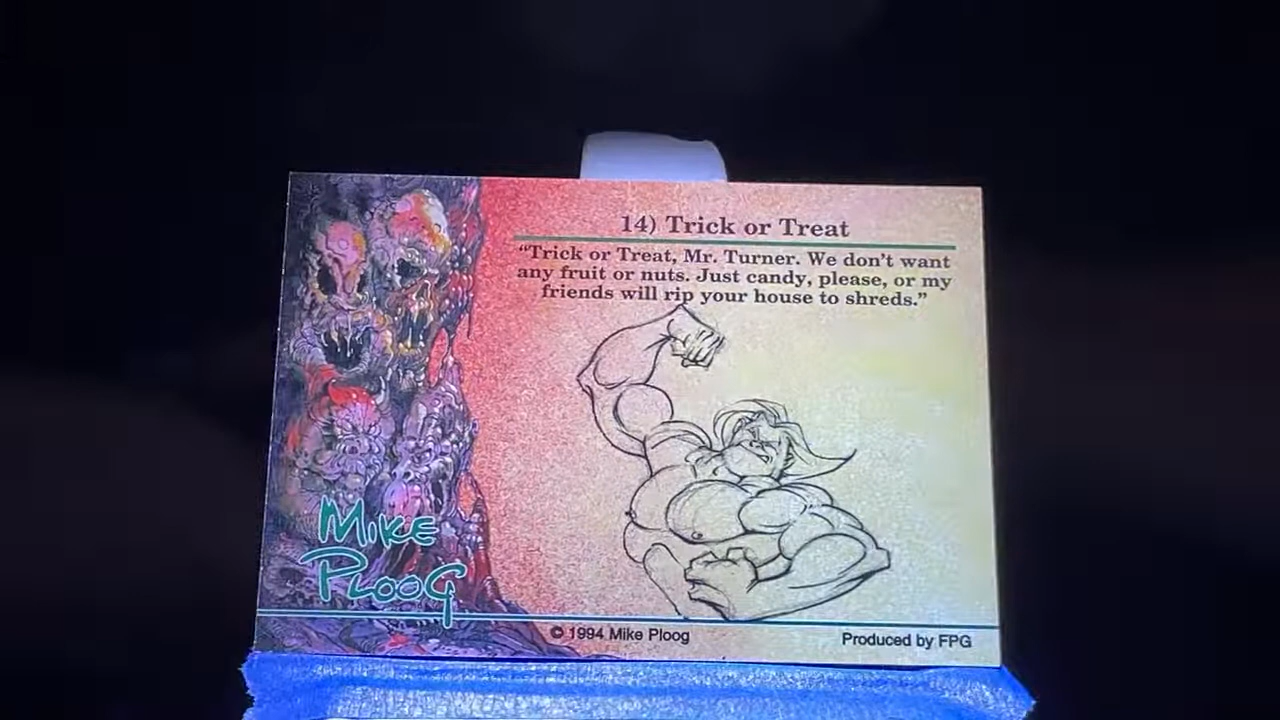 14) Trick or Treat
“Trick or Treat, Mr. Turner. We don’t want
any fruit or nuts. Just candy, please, or my
friends will rip your house to shreds.”
MIKE
PLOOG
© 1994 Mike Ploog
Produced by FPG